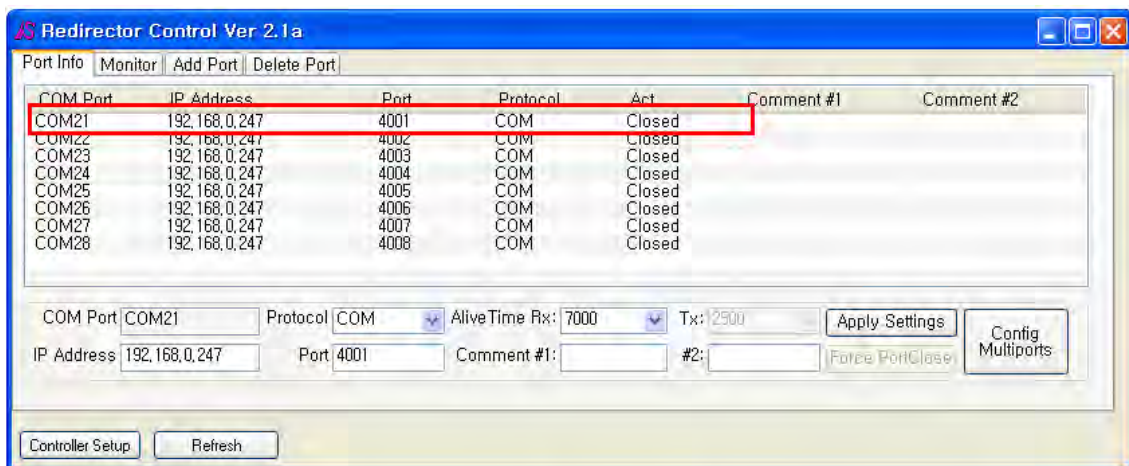 Redirector Control Ver 2.1a
Port Info Monitor Add Port Delete Port
COM Port IP Address Port Protocol Act Comment #1 Comment #2
COM21 192,168,0,247 4001 COM Closed
COM22 192,168,0,247 4002 COM Closed
COM23 192,168,0,247 4003 COM Closed
COM24 192,168,0,247 4004 COM Closed
COM25 192,168,0,247 4005 COM Closed
COM26 192,168,0,247 4006 COM Closed
COM27 192,168,0,247 4007 COM Closed
COM28 192,168,0,247 4008 COM Closed
COM Port COM21 Protocol COM AliveTime Rx: 7000 Tx: 2500 Apply Settings
Config Multiports
IP Address 192,168,0,247 Port 4001 Comment #1: #2: Force PortClose
Controller Setup Refresh